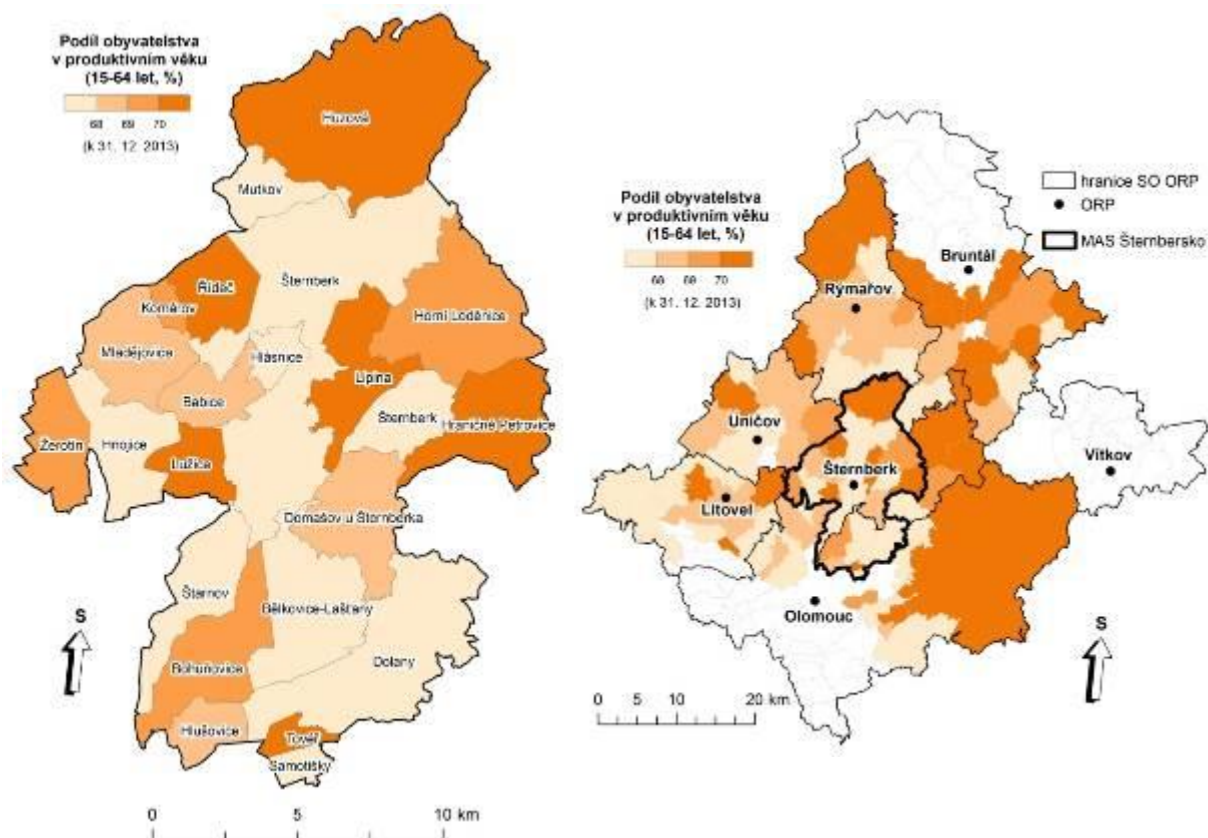 Podíl obyvatelstva
v produktivním věku
(15-64 let, %)
68 69 70
(k 31. 12. 2013)
Huzová
Mutkov
Řídeč
Šternberk
Komárov
Horní Loděnice
Mladějovice
Hlásnice
Lipina
Babice
Šternberk
Hraničné Petrovice
Žerotín
Hnojice
Lužice
Domašov u Šternberka
Štarnov
Bělkovice-Lašťany
Dolany
Bohuňovice
Hlušovice
Tovéř
Samotišky
S
0 5 10 km
Podíl obyvatelstva
v produktivním věku
(15-64 let, %)
68 69 70
(k 31. 12. 2013)
hranice SO ORP
ORP
MAS Šternbersko
Bruntál
Rymařov
Uničov
Vítkov
Šternberk
Litovel
Olomouc
S
0 10 20 km